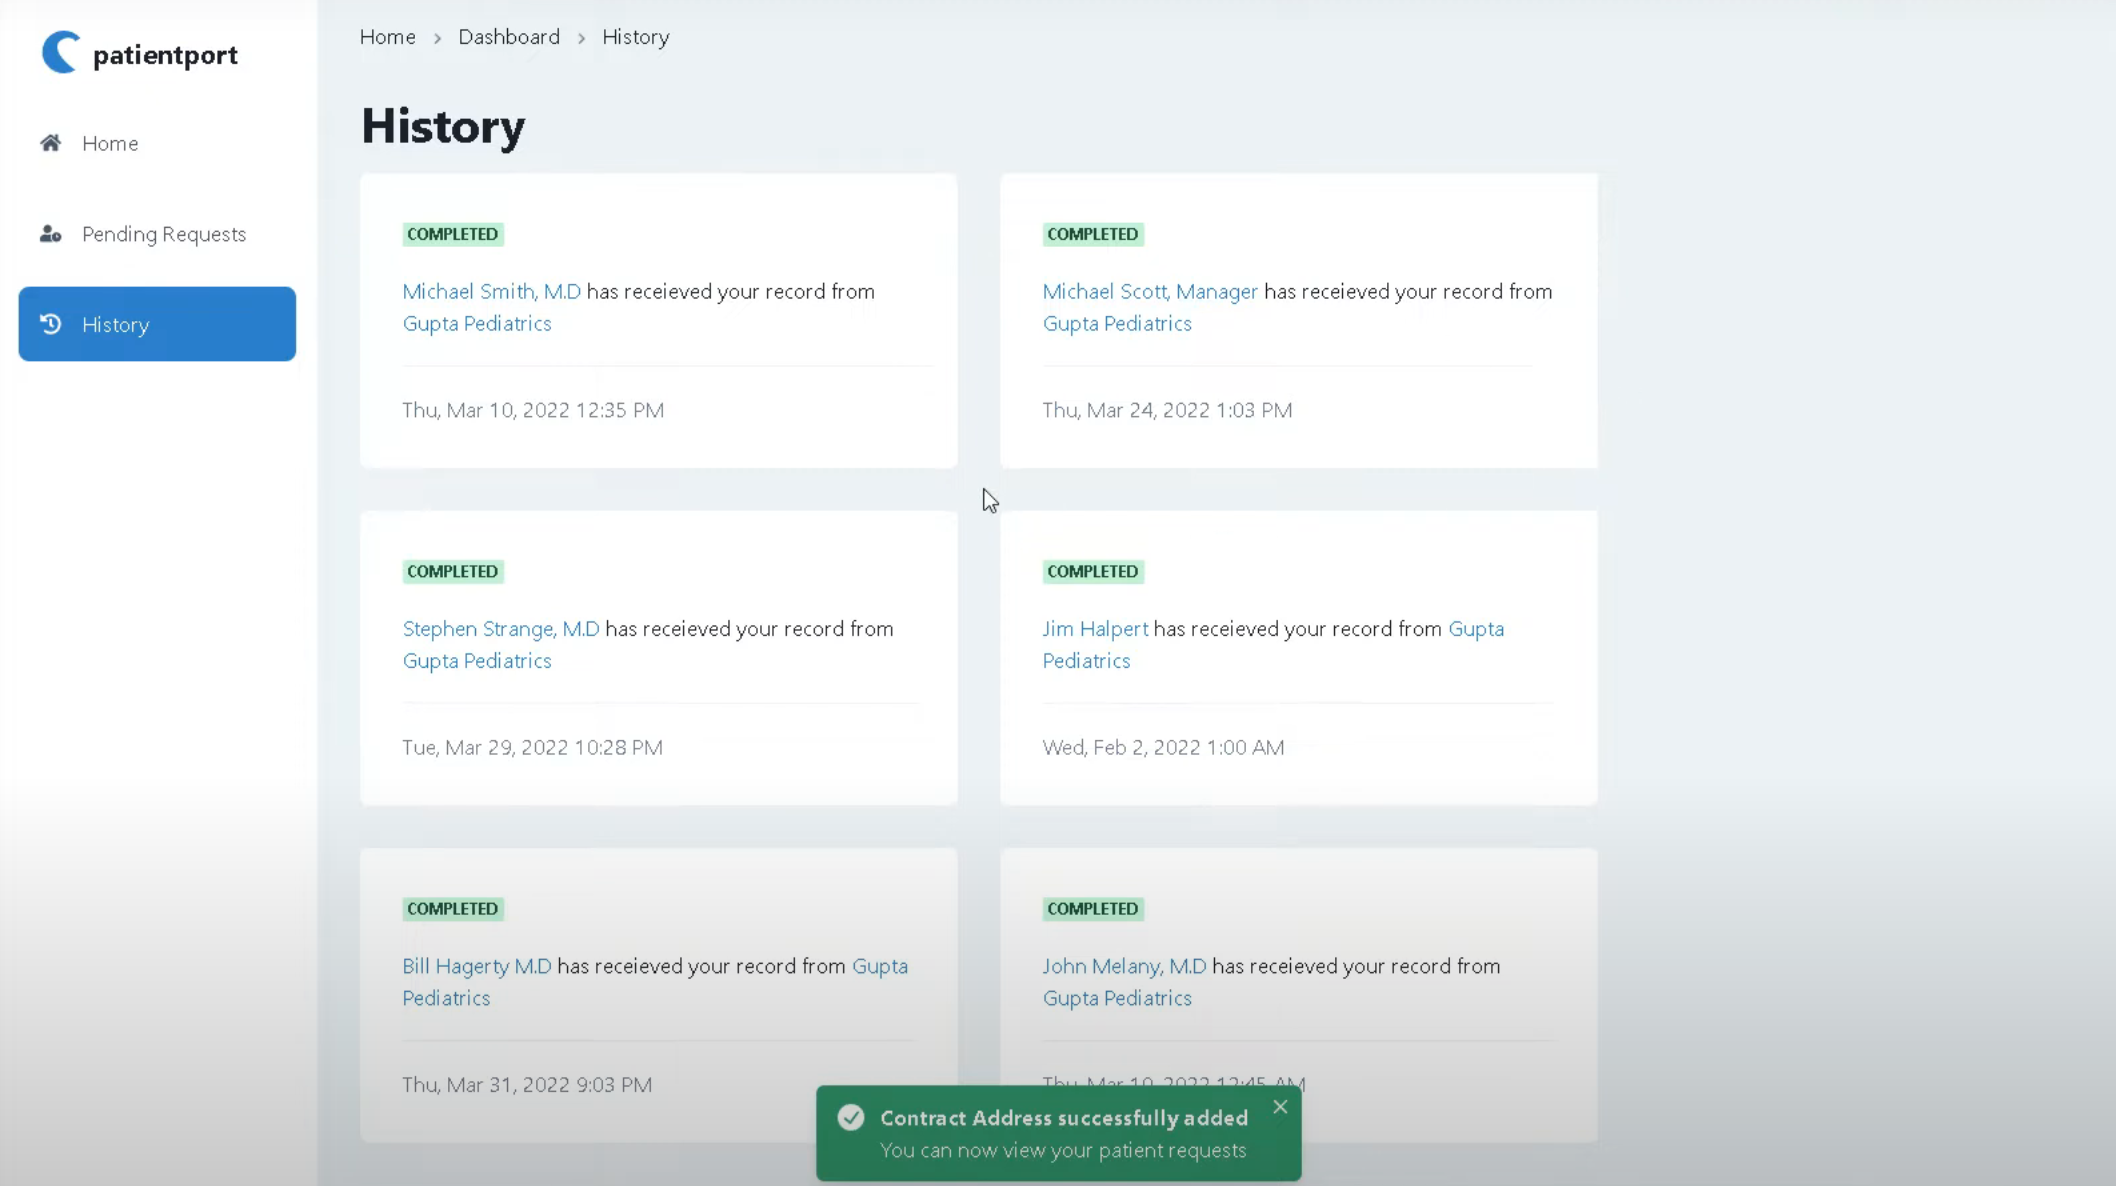 patientport
Home
Pending Requests
History
Home > Dashboard > History
History
COMPLETED
Michael Smith, M.D has receieved your record from
Gupta Pediatrics
Thu, Mar 10, 2022 12:35 PM
COMPLETED
Michael Scott, Manager has receieved your record from
Gupta Pediatrics
Thu, Mar 24, 2022 1:03 PM
COMPLETED
Stephen Strange, M.D has receieved your record from
Gupta Pediatrics
Tue, Mar 29, 2022 10:28 PM
COMPLETED
Jim Halpert has receieved your record from Gupta
Pediatrics
Wed, Feb 2, 2022 1:00 AM
COMPLETED
Bill Hagerty M.D has receieved your record from Gupta
Pediatrics
Thu, Mar 31, 2022 9:03 PM
COMPLETED
John Melany, M.D has receieved your record from
Gupta Pediatrics
Thu, Mar 10, 2022 12:45 AM
Contract Address successfully added
You can now view your patient requests